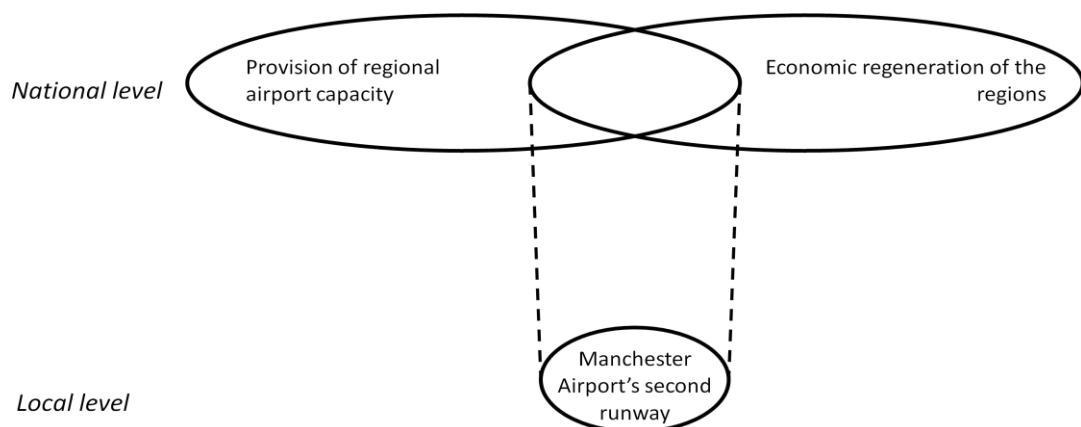 Provision of regional
airport capacity
Economic regeneration of the
regions
National level
Manchester
Airport’s second
runway
Local level